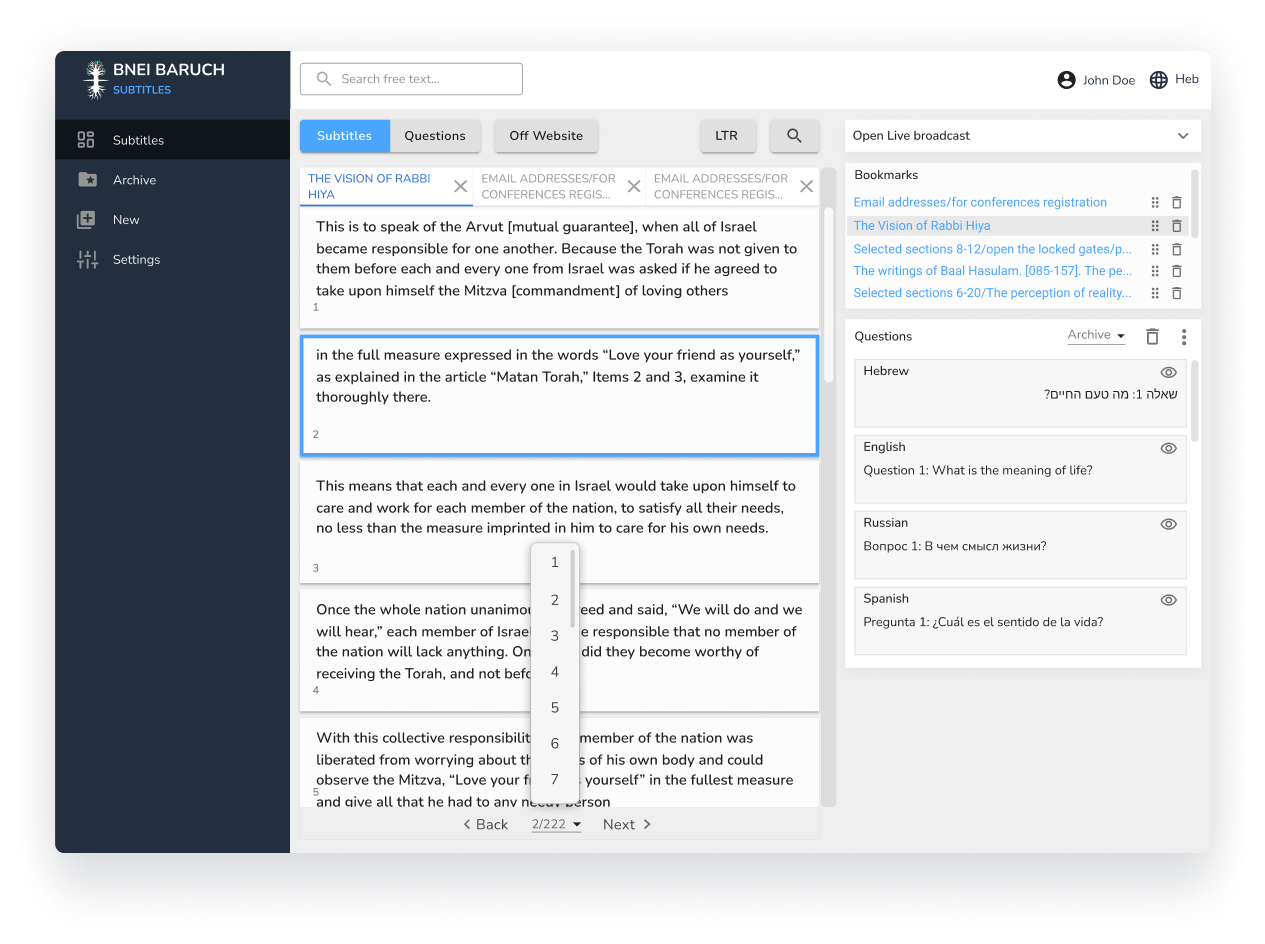 BNEI BARUCH
SUBTITLES
Subtitles
Archive
New
Settings
Search free text...
John Doe
Heb
Subtitles
Questions
Off Website
LTR
THE VISION OF RABBI
HIYA
EMAIL ADDRESSES/FOR
CONFERENCES REGIS...
EMAIL ADDRESSES/FOR
CONFERENCES REGIS...
This is to speak of the Arvut [mutual guarantee], when all of Israel
became responsible for one another. Because the Torah was not given to
them before each and every one from Israel was asked if he agreed to
take upon himself the Mitzva [commandment] of loving others
1
in the full measure expressed in the words “Love your friend as yourself,”
as explained in the article “Matan Torah,” Items 2 and 3, examine it
thoroughly there.
2
This means that each and every one in Israel would take upon himself to
care and work for each member of the nation, to satisfy all their needs,
no less than the measure imprinted in him to care for his own needs.
3
Once the whole nation eed and said, “We will do and we
will hear,” each member of e responsible that no member of
the nation will lack anything. did they become worthy of
receiving the Torah, and not
4
With this collective member of the nation was
liberated from worrying about s of his own body and could
observe the Mitzva, “Love your yourself” in the fullest measure
5
and give all that he had to any needy person
1
2
3
4
5
6
7
Back
2/222
Next
Open Live broadcast
Bookmarks
Email addresses/for conferences registration
The Vision of Rabbi Hiya
Selected sections 8-12/open the locked gates/p...
The writings of Baal Hasulam. [085-157]. The pe...
Selected sections 6-20/The perception of reality...
Questions
Archive
Hebrew
שאלה 1: מה טעם החיים?
English
Question 1: What is the meaning of life?
Russian
Вопрос 1: В чем смысл жизни?
Spanish
Pregunta 1: ¿Cuál es el sentido de la vida?